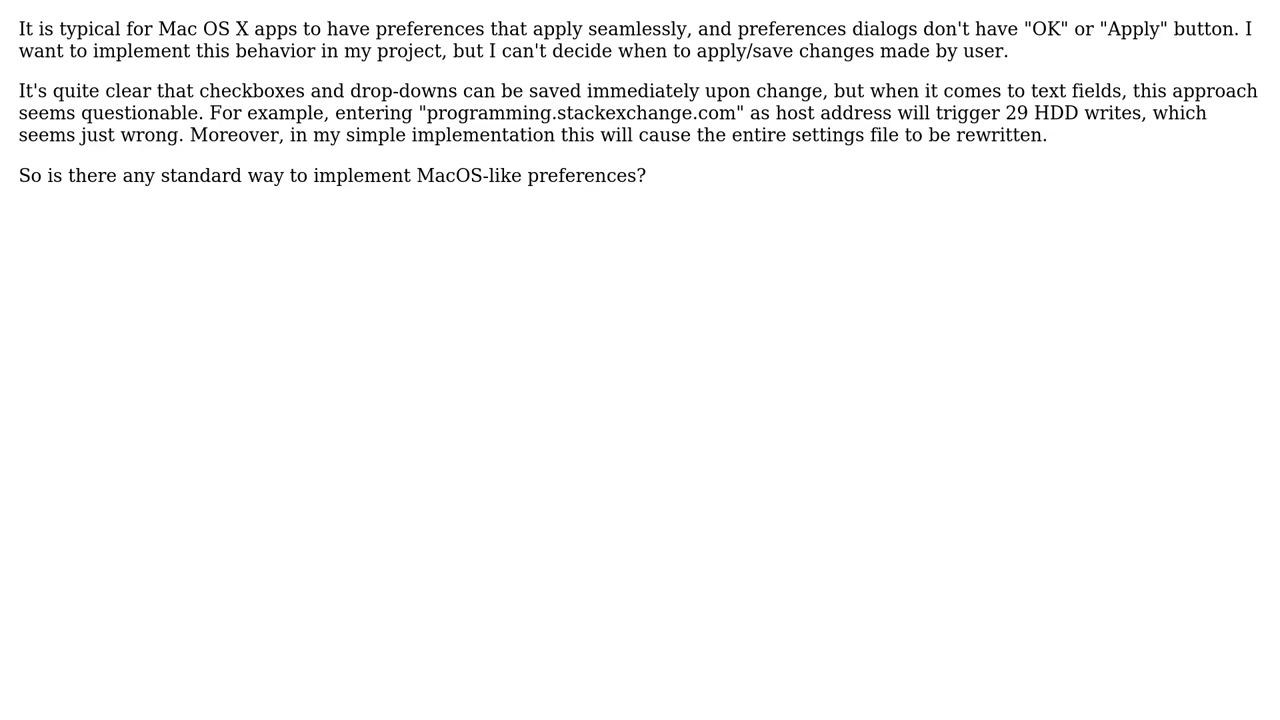 It is typical for Mac OS X apps to have preferences that apply seamlessly, and preferences dialogs don't have "OK" or "Apply" button. I
want to implement this behavior in my project, but I can't decide when to apply/save changes made by user.
It's quite clear that checkboxes and drop-downs can be saved immediately upon change, but when it comes to text fields, this approach
seems questionable. For example, entering "programming.stackexchange.com" as host address will trigger 29 HDD writes, which
seems just wrong. Moreover, in my simple implementation this will cause the entire settings file to be rewritten.
So is there any standard way to implement MacOS-like preferences?